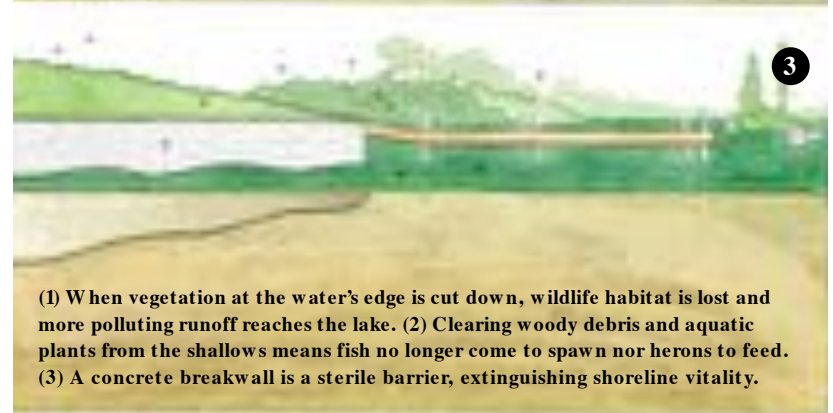 3
(1) When vegetation at the water’s edge is cut down, wildlife habitat is lost and
more polluting runoff reaches the lake. (2) Clearing woody debris and aquatic
plants from the shallows means fish no longer come to spawn nor herons to feed.
(3) A concrete breakwall is a sterile barrier, extinguishing shoreline vitality.